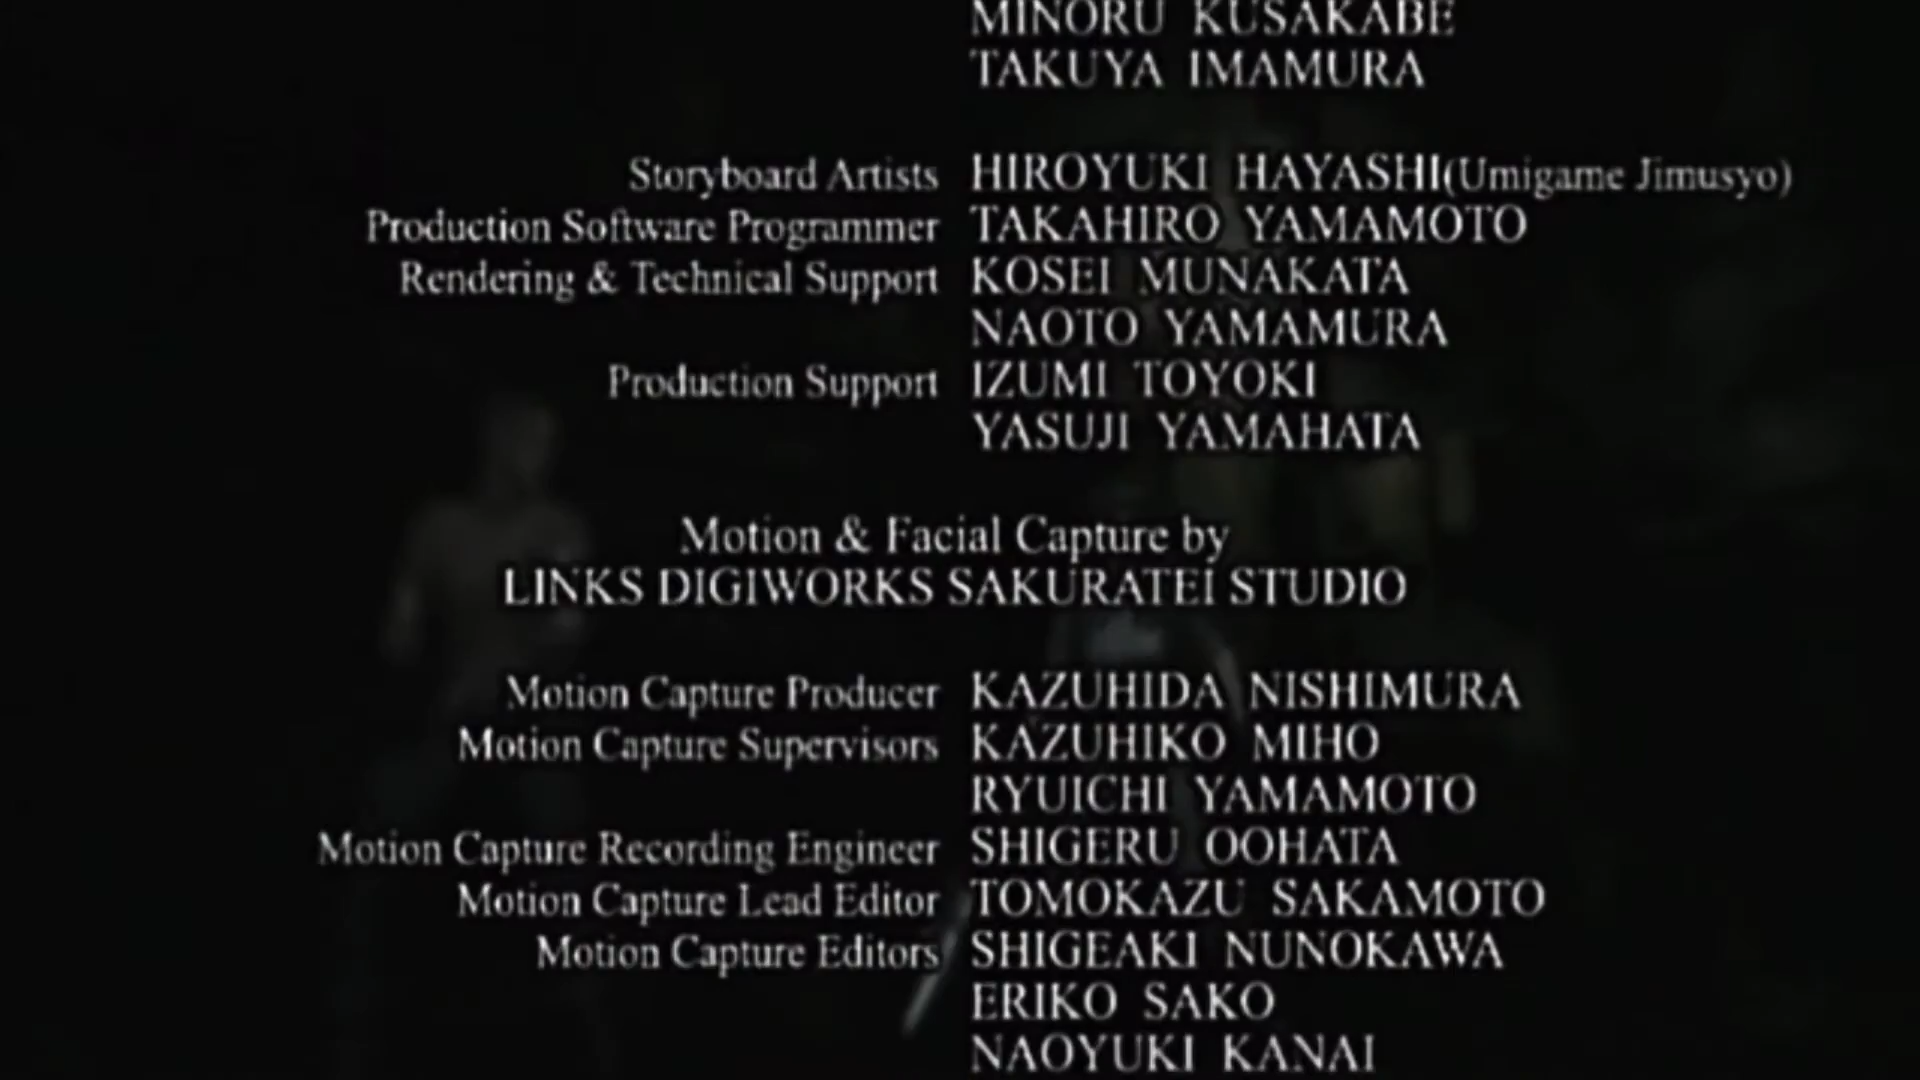 MINORU KUSAKABE
TAKUYA IMAMURA
Storyboard Artists HIROYUKI HAYASHI(Umigame Jimusyo)
Production Software Programmer TAKAHIRO YAMAMOTO
Rendering & Technical Support KOSEI MUNAKATA
NAOTO YAMAMURA
Production Support IZUMI TOYOKI
YASUJI YAMAHATA
Motion & Facial Capture by
LINKS DIGIWORKS SAKURATEI STUDIO
Motion Capture Producer KAZUHIDA NISHIMURA
Motion Capture Supervisors KAZUHIKO MIHO
RYUICHI YAMAMOTO
Motion Capture Recording Engineer SHIGERU OOHATA
Motion Capture Lead Editor TOMOKAZU SAKAMOTO
Motion Capture Editors SHIGEAKI NUNOKAWA
ERIKO SAKO
NAOYUKI KANAI